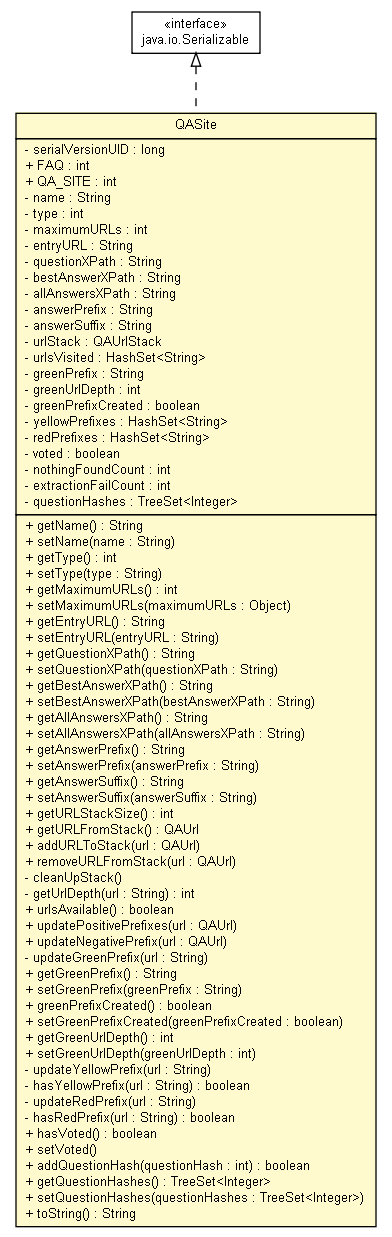 «interface»
java.io.Serializable
QASite
- serialVersionUID : long
+ FAQ : int
+ QA_SITE : int
- name : String
- type : int
- maximumURLs : int
- entryURL : String
- questionXPath : String
- bestAnswerXPath : String
- allAnswersXPath : String
- answerPrefix : String
- answerSuffix : String
- urlStack : QAUrlStack
- urlsVisited : HashSet<String>
- greenPrefix : String
- greenUrlDepth : int
- greenPrefixCreated : boolean
- yellowPrefixes : HashSet<String>
- redPrefixes : HashSet<String>
- voted : boolean
- nothingFoundCount : int
- extractionFailCount : int
- questionHashes : TreeSet<Integer>
+ getName() : String
+ setName(name : String)
+ getType() : int
+ setType(type : String)
+ getMaximumURLs() : int
+ setMaximumURLs(maximumURLs : Object)
+ getEntryURL() : String
+ setEntryURL(entryURL : String)
+ getQuestionXPath() : String
+ setQuestionXPath(questionXPath : String)
+ getBestAnswerXPath() : String
+ setBestAnswerXPath(bestAnswerXPath : String)
+ getAllAnswersXPath() : String
+ setAllAnswersXPath(allAnswersXPath : String)
+ getAnswerPrefix() : String
+ setAnswerPrefix(answerPrefix : String)
+ getAnswerSuffix() : String
+ setAnswerSuffix(answerSuffix : String)
+ getURLStackSize() : int
+ getURLFromStack() : QAUrl
+ addURLToStack(url : QAUrl)
+ removeURLFromStack(url : QAUrl)
- cleanUpStack()
- getUrlDepth(url : String) : int
+ urlsAvailable() : boolean
+ updatePositivePrefixes(url : QAUrl)
+ updateNegativePrefix(url : QAUrl)
- updateGreenPrefix(url : String)
+ getGreenPrefix() : String
+ setGreenPrefix(greenPrefix : String)
+ greenPrefixCreated() : boolean
+ setGreenPrefixCreated(greenPrefixCreated : boolean)
+ getGreenUrlDepth() : int
+ setGreenUrlDepth(greenUrlDepth : int)
- updateYellowPrefix(url : String)
- hasYellowPrefix(url : String) : boolean
- updateRedPrefix(url : String)
- hasRedPrefix(url : String) : boolean
+ hasVoted() : boolean
+ setVoted()
+ addQuestionHash(questionHash : int) : boolean
+ getQuestionHashes() : TreeSet<Integer>
+ setQuestionHashes(questionHashes : TreeSet<Integer>)
+ toString() : String